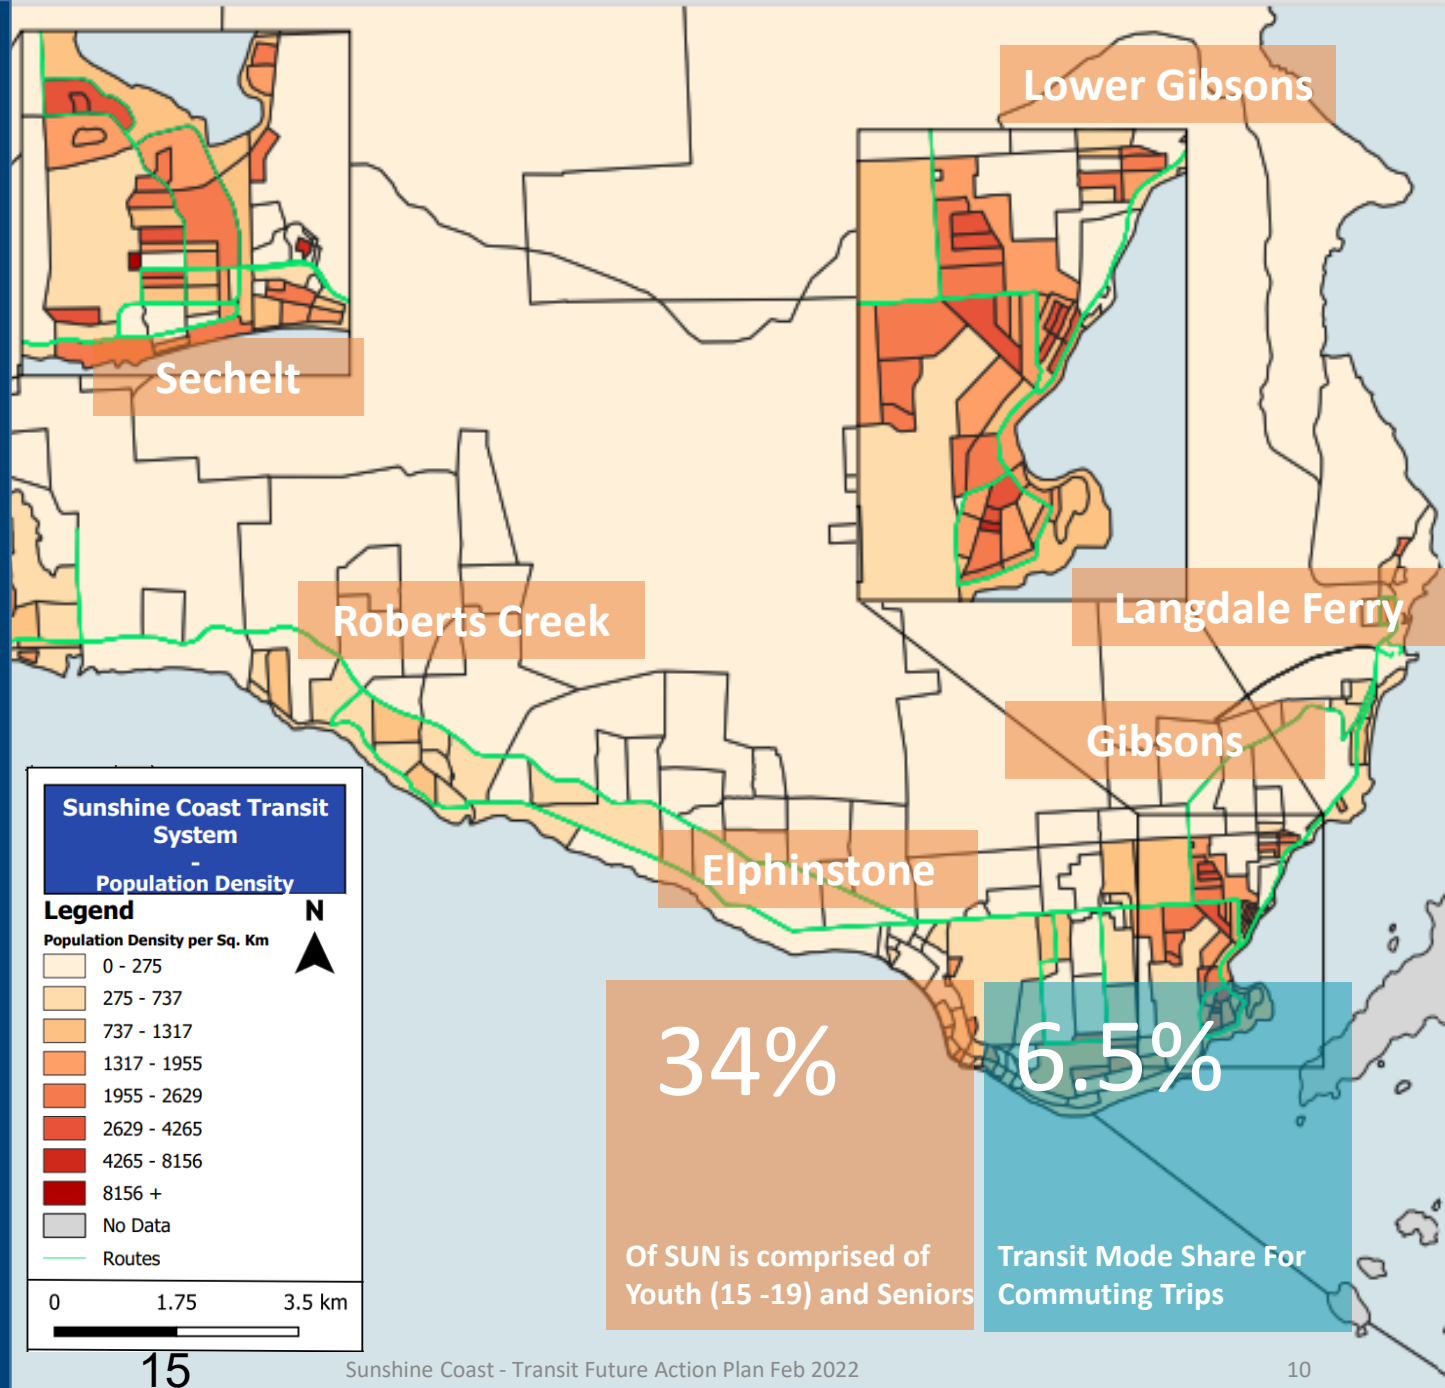 Lower Gibsons
Sechelt
Roberts Creek
Langdale Ferry
Gibsons
Elphinstone
Sunshine Coast Transit
System
-
Population Density
Legend
N
Population Density per Sq. Km
0 - 275
275 - 737
737 - 1317
1317 - 1955
1955 - 2629
2629 - 4265
4265 - 8156
8156 +
No Data
Routes
0 1.75 3.5 km
34%
Of SUN is comprised of
Youth (15 -19) and Seniors
6.5%
Transit Mode Share For
Commuting Trips
15
Sunshine Coast - Transit Future Action Plan Feb 2022
10